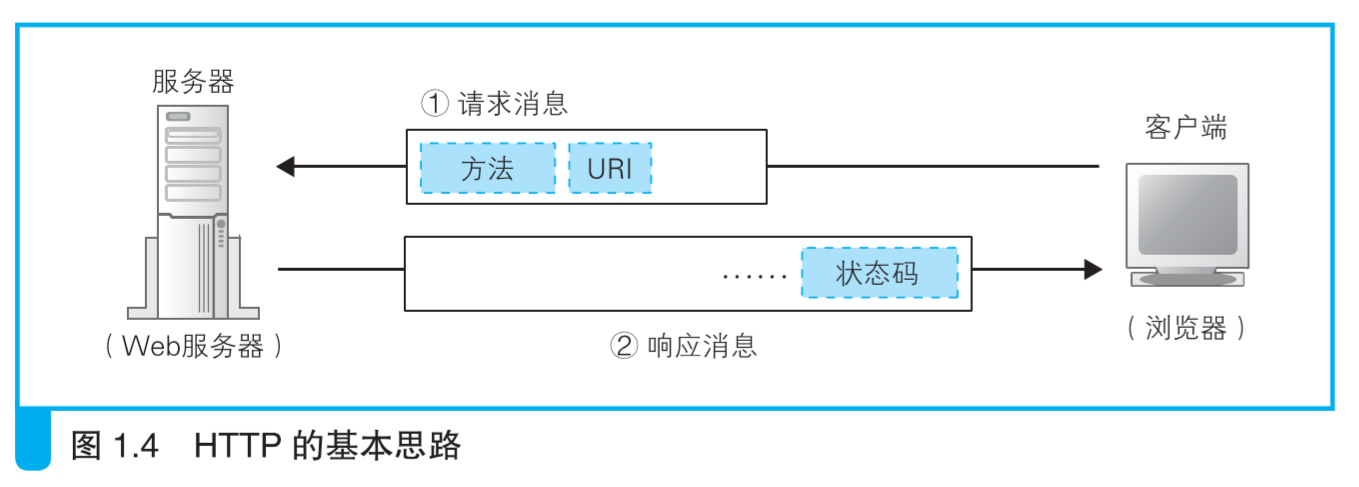 服务器
① 请求消息
客户端
方法
URI
…… 状态码
（Web服务器）
② 响应消息
（浏览器）
图 1.4 HTTP 的基本思路